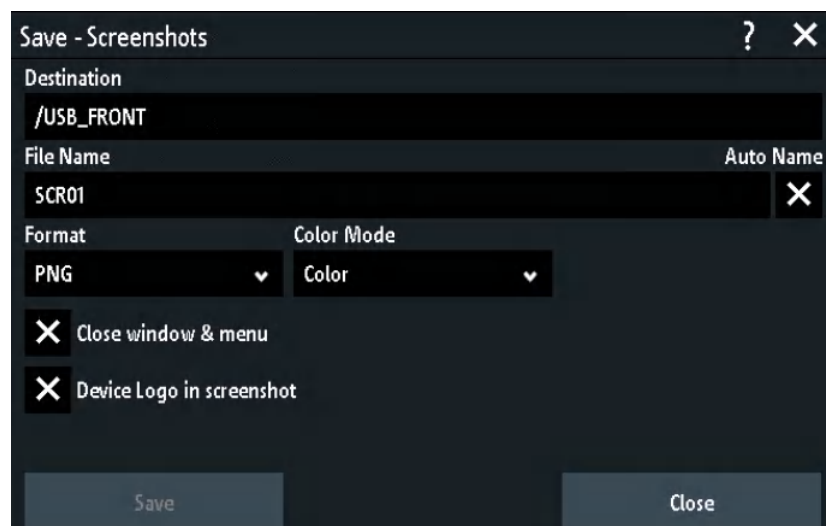 Save - Screenshots ?
Destination
/USB_FRONT
File Name Auto Name
SCR01
Format Color Mode
PNG Color
Close window & menu
Device Logo in screenshot
Save Close